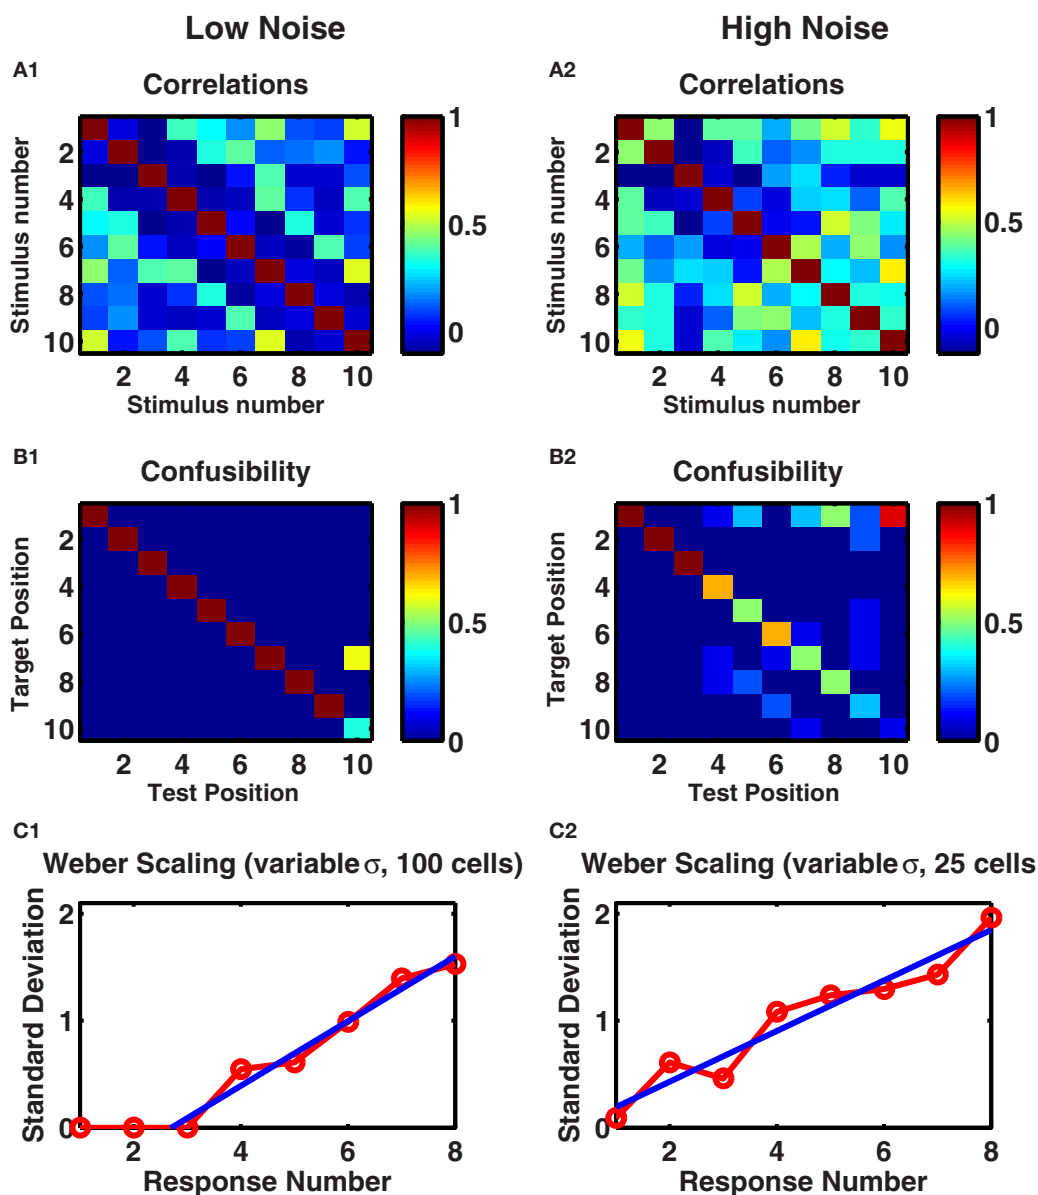 Low Noise
High Noise
A1
A2
Correlations
Correlations
Stimulus number
2
4
6
8
10
2 4 6 8 10
Stimulus number
1
0.5
0
Stimulus number
2
4
6
8
10
2 4 6 8 10
Stimulus number
1
0.5
0
B1
B2
Confusibility
Confusibility
Target Position
2
4
6
8
10
2 4 6 8 10
Test Position
1
0.5
0
Target Position
2
4
6
8
10
2 4 6 8 10
Test Position
1
0.5
0
C1
C2
Weber Scaling (variable σ, 100 cells)
Weber Scaling (variable σ, 25 cells
Standard Deviation
2
1
0
2 4 6 8
Response Number
Standard Deviation
2
1
0
2 4 6 8
Response Number